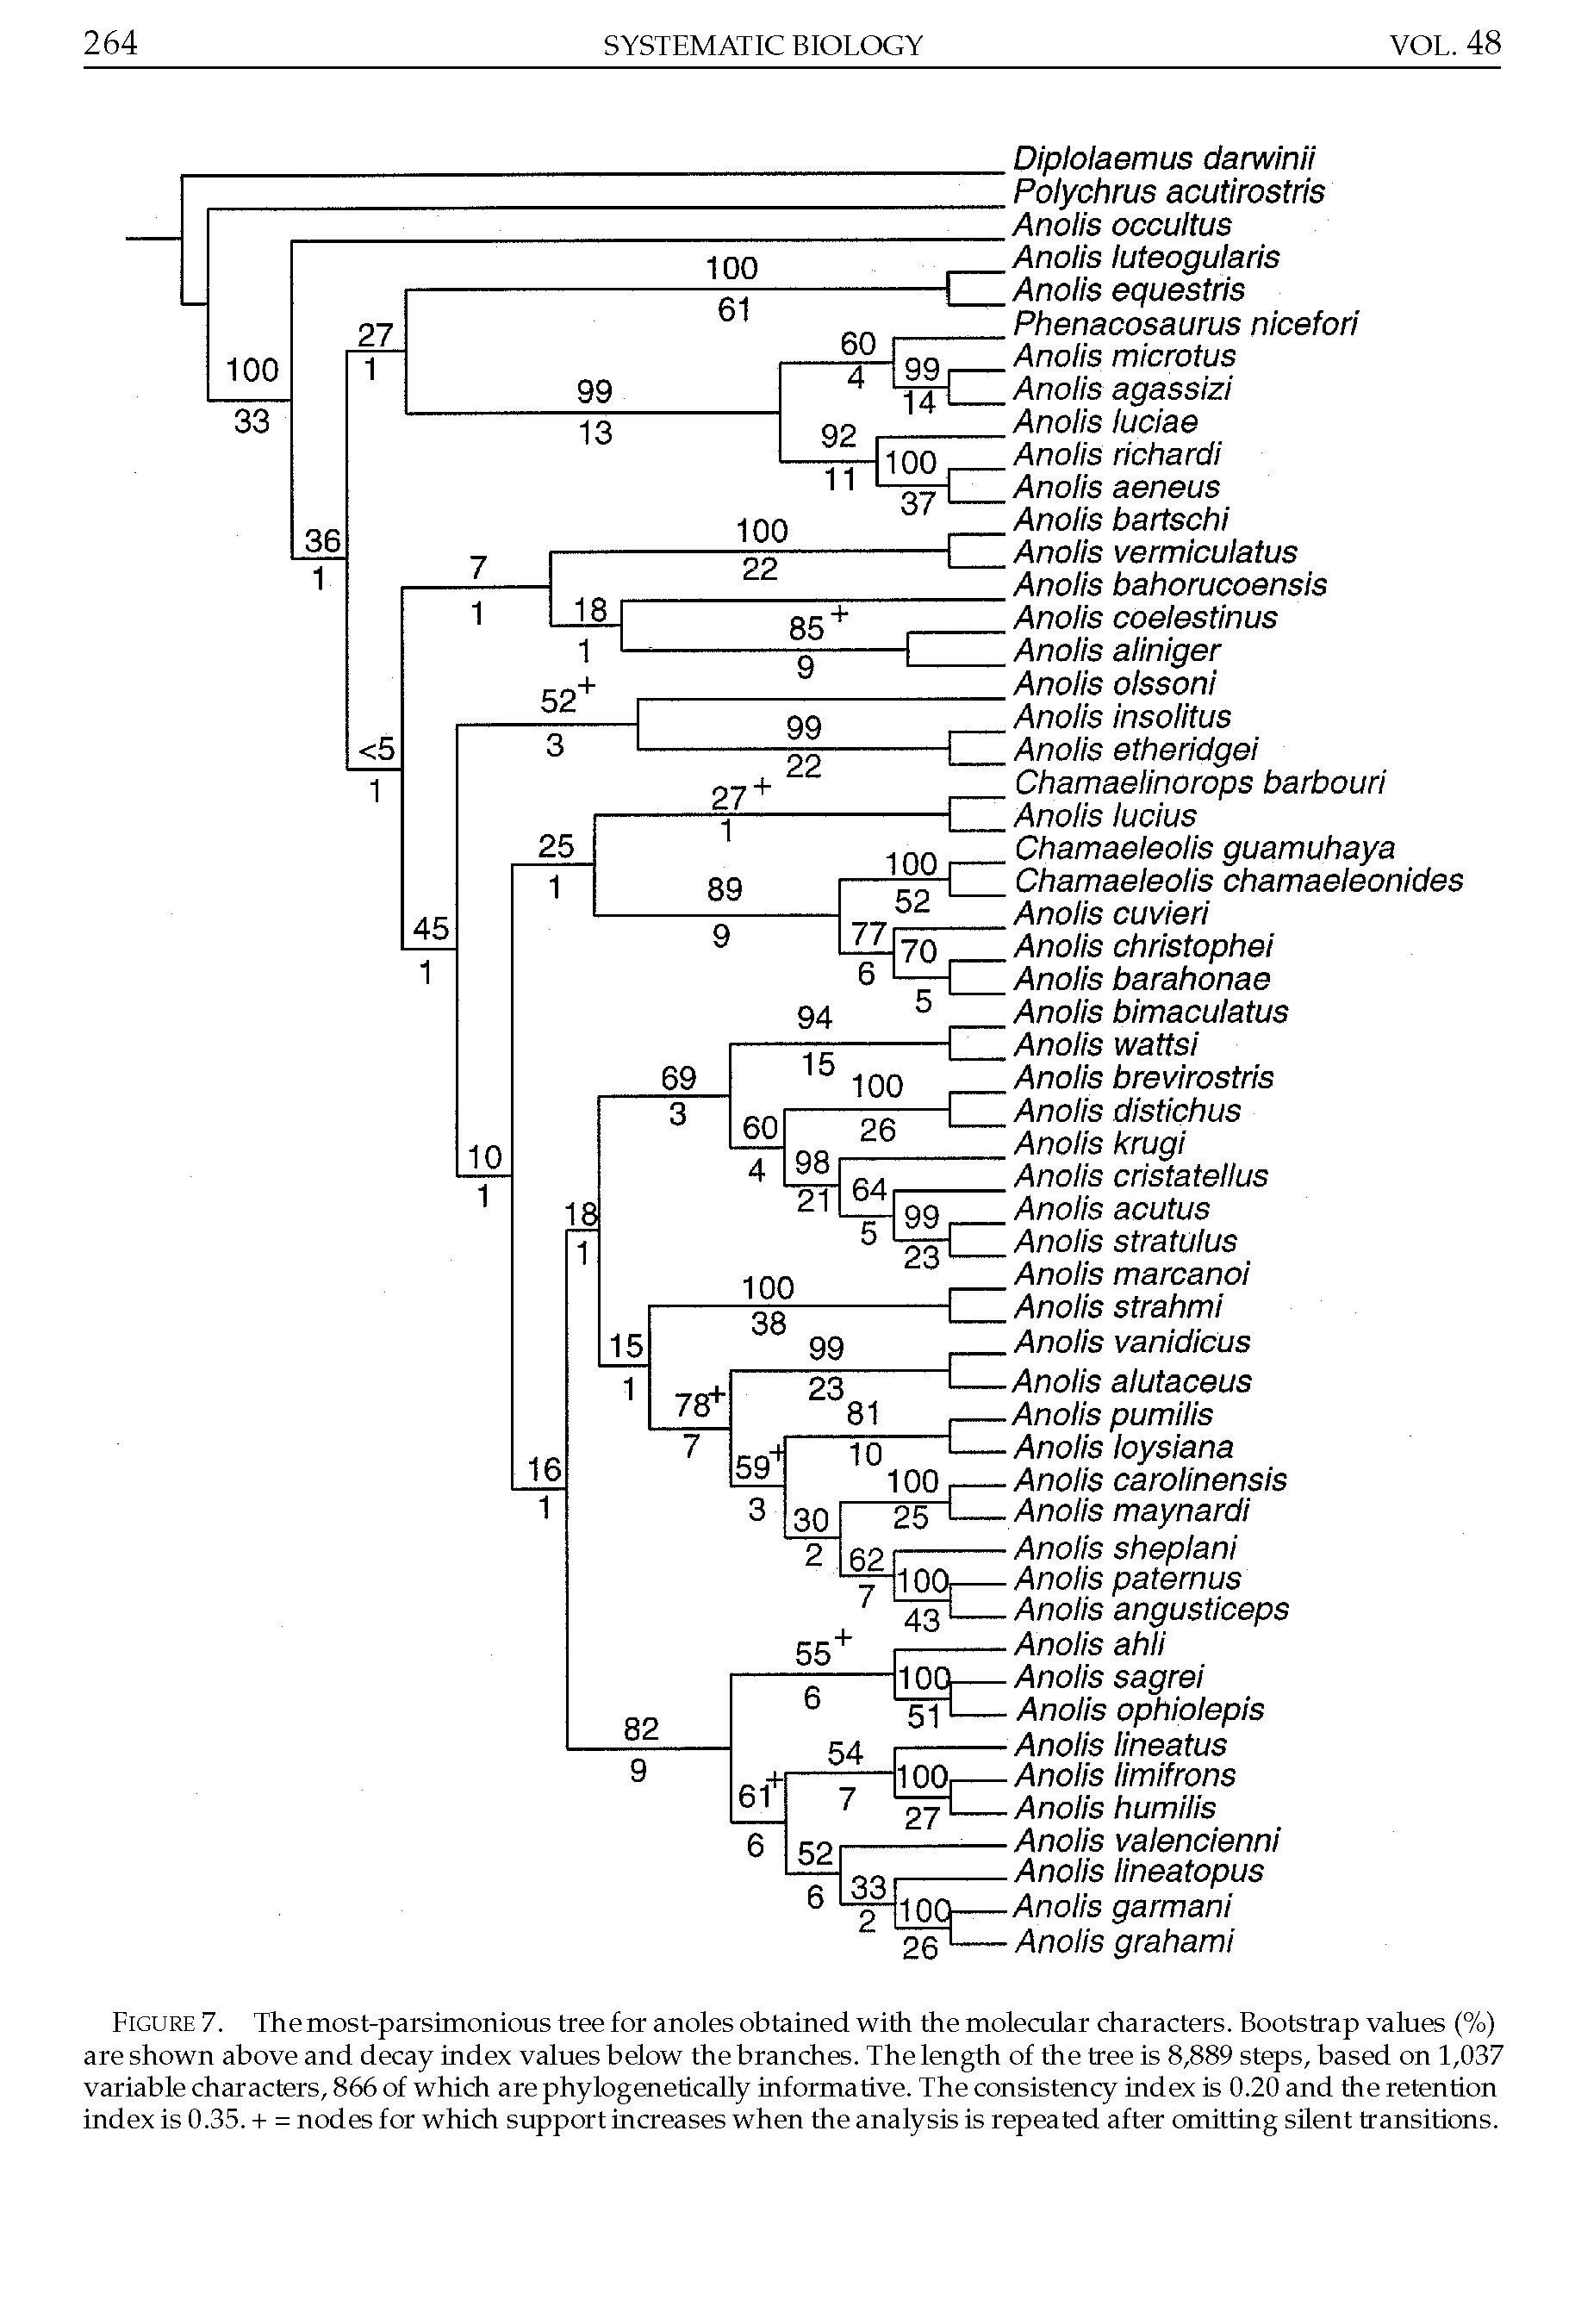 264 SYSTEMATIC BIOLOGY VOL. 48
Diplolaemus darwinii
Polychrus acutirostris
Anolis occultus
Anolis luteogularis
100
Anolis equestris
61
Phenacosaurus nicefori
27
60
Anolis microtus
100
1
4
99
Anolis agassizi
99
14
33
13
Anolis luciae
92
Anolis richardi
100
11
Anolis aeneus
37
Anolis bartschi
100
36
Anolis vermiculatus
7
22
1
Anolis bahorucoensis
1
18
85+
Anolis coelestinus
1
9
Anolis aliniger
52+
Anolis olssoni
99
Anolis insolitus
<5
3
Anolis etheridgei
22
1
27+
Chamaelinorops barbouri
1
Anolis lucius
25
100
Chamaeleolis guamuhaya
1
89
Chamaeleolis chamaeleonides
52
45
9
77
Anolis cuvieri
70
Anolis christophei
1
6
Anolis barahonae
5
94
Anolis bimaculatus
15
Anolis wattsi
69
100
Anolis brevirostris
3
Anolis distichus
60
26
Anolis krugi
10
4
98
Anolis cristatellus
1
21
64
Anolis acutus
18
99
5
Anolis stratulus
1
23
Anolis marcanoi
100
Anolis strahmi
38
15
99
Anolis vanidicus
1
78+
23
Anolis alutaceus
81
Anolis pumilis
7
10
Anolis loysiana
16
59+
100
Anolis carolinensis
1
3
30
25
Anolis maynardi
2
62
Anolis sheplani
7
100
Anolis paternus
43
Anolis angusticeps
55+
Anolis ahli
6
100
Anolis sagrei
51
Anolis ophiolepis
82
54
Anolis lineatus
9
61+
7
100
Anolis limifrons
27
Anolis humilis
6
52
Anolis valencienni
6
33
Anolis lineatopus
2
100
Anolis garmani
26
Anolis grahami
FIGURE 7. The most-parsimonious tree for anoles obtained with the molecular characters. Bootstrap values (%)
are shown above and decay index values below the branches. The length of the tree is 8,889 steps, based on 1,037
variable characters, 866 of which are phylogenetically informative. The consistency index is 0.20 and the retention
index is 0.35. + = nodes for which support increases when the analysis is repeated after omitting silent transitions.